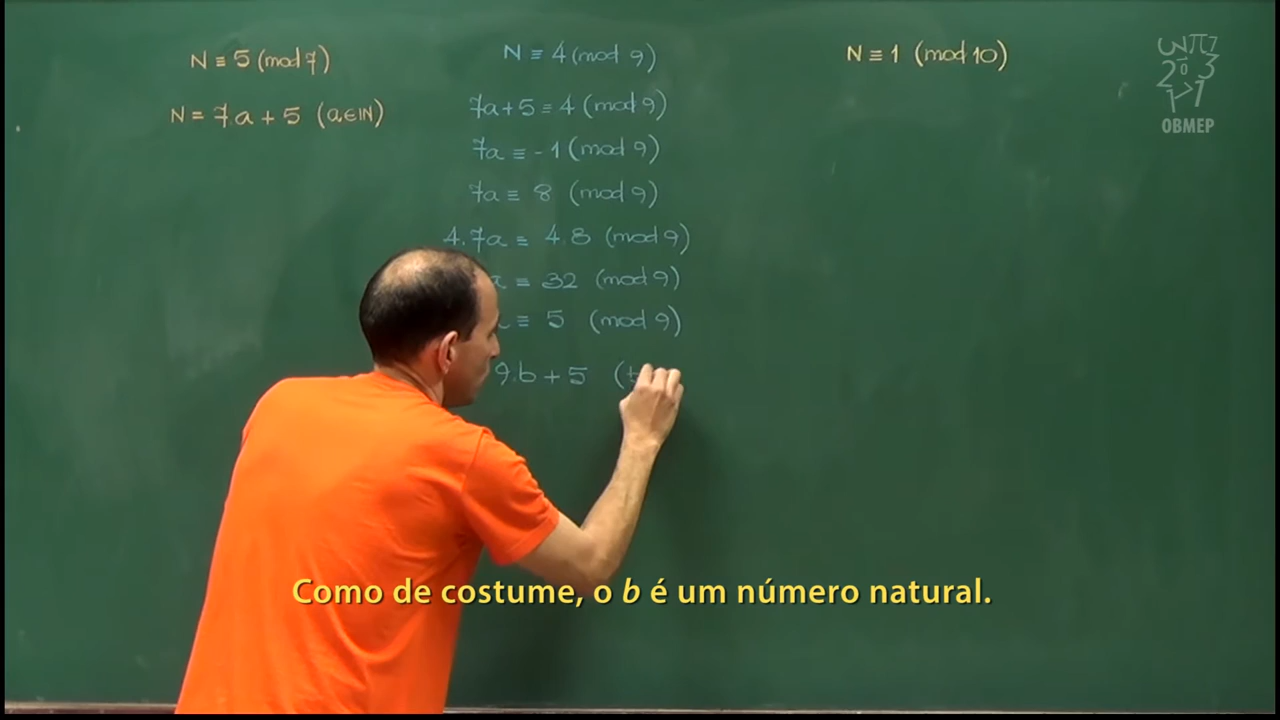 N ≡ 5 (mod 7)
N = 7a + 5 (a ∈ IN)
N ≡ 4 (mod 9)
7a + 5 ≡ 4 (mod 9)
7a ≡ -1 (mod 9)
7a ≡ 8 (mod 9)
4.7a ≡ 4.8 (mod 9)
a ≡ 32 (mod 9)
≡ 5 (mod 9)
9.b + 5 (
N ≡ 1 (mod 10)
OBMEP
Como de costume, o b é um número natural.